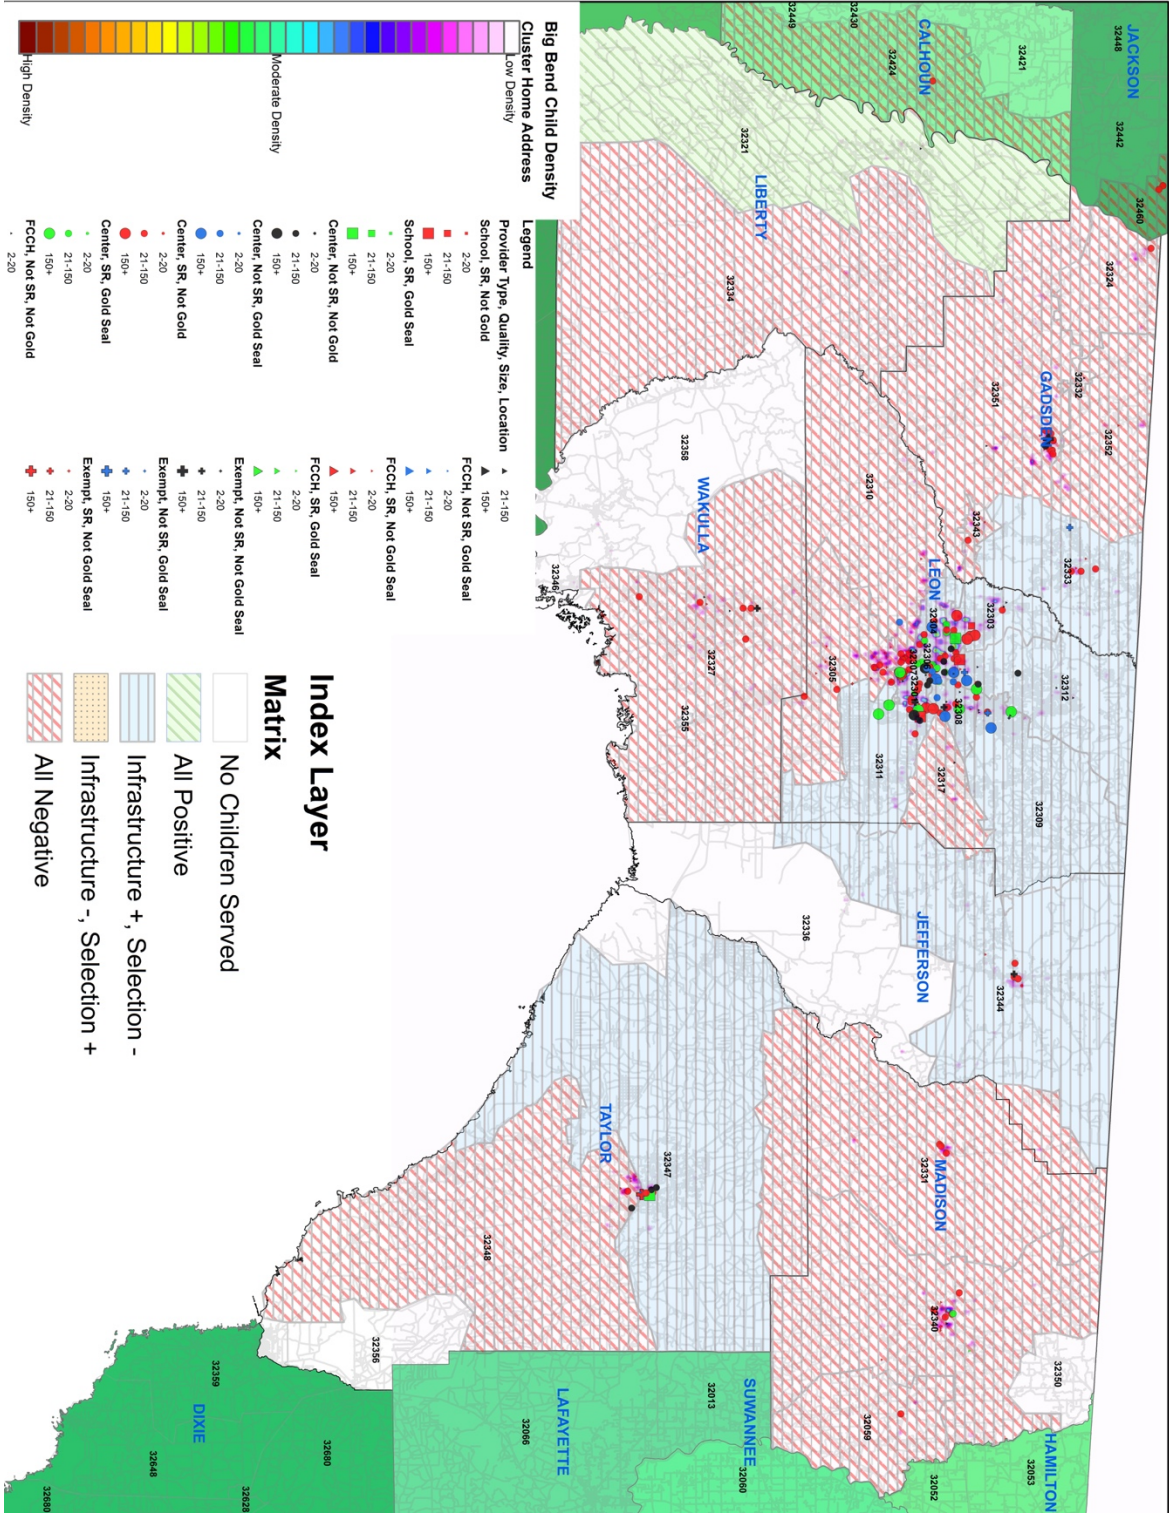 Big Bend Child Density
Cluster Home Address
Low Density
Moderate Density
High Density
Legend
Provider Type, Quality, Size, Location
School, SR, Not Gold
2-20
21-150
150+
School, SR, Gold Seal
2-20
21-150
150+
Center, Not SR, Not Gold
2-20
21-150
150+
Center, Not SR, Gold Seal
2-20
21-150
150+
Center, SR, Not Gold
2-20
21-150
150+
Center, SR, Gold Seal
2-20
21-150
150+
FCCH, Not SR, Not Gold
2-20
21-150
150+
FCCH, Not SR, Gold Seal
2-20
21-150
150+
FCCH, SR, Not Gold Seal
2-20
21-150
150+
FCCH, SR, Gold Seal
2-20
21-150
150+
Exempt, Not SR, Not Gold Seal
2-20
21-150
150+
Exempt, Not SR, Gold Seal
2-20
21-150
150+
Exempt, SR, Not Gold Seal
2-20
21-150
150+
Index Layer
Matrix
No Children Served
All Positive
Infrastructure +, Selection -
Infrastructure -, Selection +
All Negative
JACKSON
32448
32442
32460
32421
CALHOUN
32430
32449
32424
32321
LIBERTY
32334
32324
GADSDEN
32332
32352
32351
32333
32343
32310
LEON
32303
32304
32312
32308
32309
32317
32311
32305
32358
WAKULLA
32346
32327
32355
JEFFERSON
32336
32344
MADISON
32331
32340
32350
32059
TAYLOR
32347
32348
32356
HAMILTON
32053
32052
SUWANNEE
32060
32013
LAFAYETTE
32066
DIXIE
32359
32680
32648
32628
32680